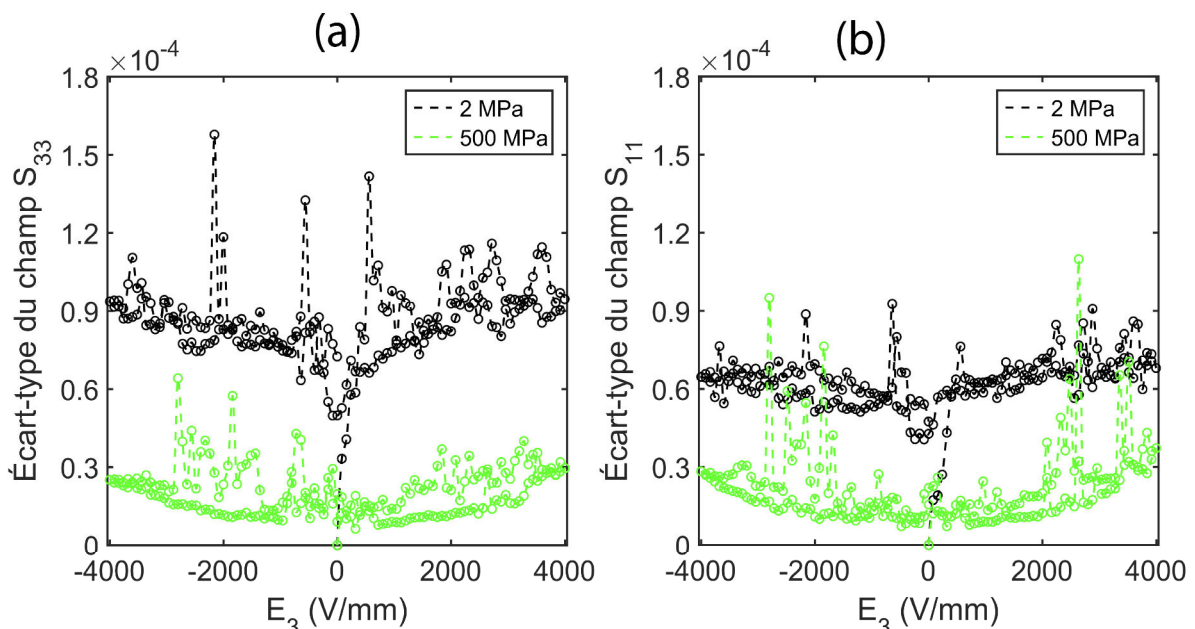 (a)
×10⁻⁴
1.8
1.5
1.2
0.9
0.6
0.3
0
Écart-type du champ S₃₃
2 MPa
500 MPa
-4000 -2000 0 2000 4000
E₃ (V/mm)
(b)
×10⁻⁴
1.8
1.5
1.2
0.9
0.6
0.3
0
Écart-type du champ S₁₁
2 MPa
500 MPa
-4000 -2000 0 2000 4000
E₃ (V/mm)